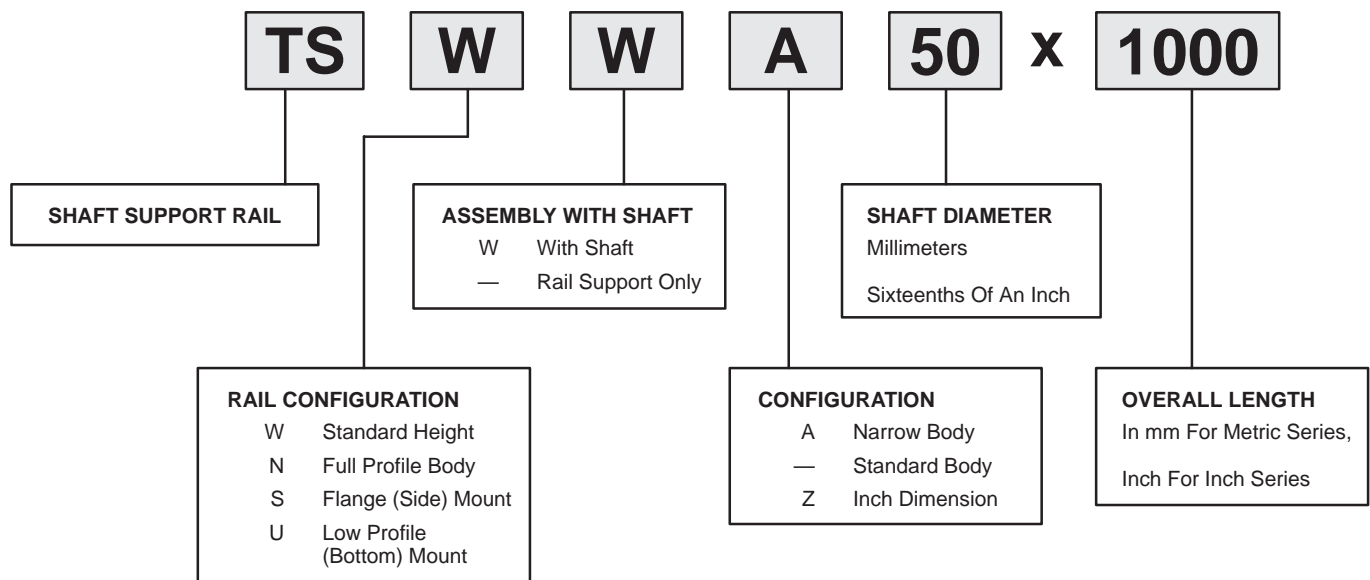 TS W W A 50 x 1000
SHAFT SUPPORT RAIL
ASSEMBLY WITH SHAFT
W With Shaft
— Rail Support Only
SHAFT DIAMETER
Millimeters
Sixteenths Of An Inch
RAIL CONFIGURATION
W Standard Height
N Full Profile Body
S Flange (Side) Mount
U Low Profile
(Bottom) Mount
CONFIGURATION
A Narrow Body
— Standard Body
Z Inch Dimension
OVERALL LENGTH
In mm For Metric Series,
Inch For Inch Series